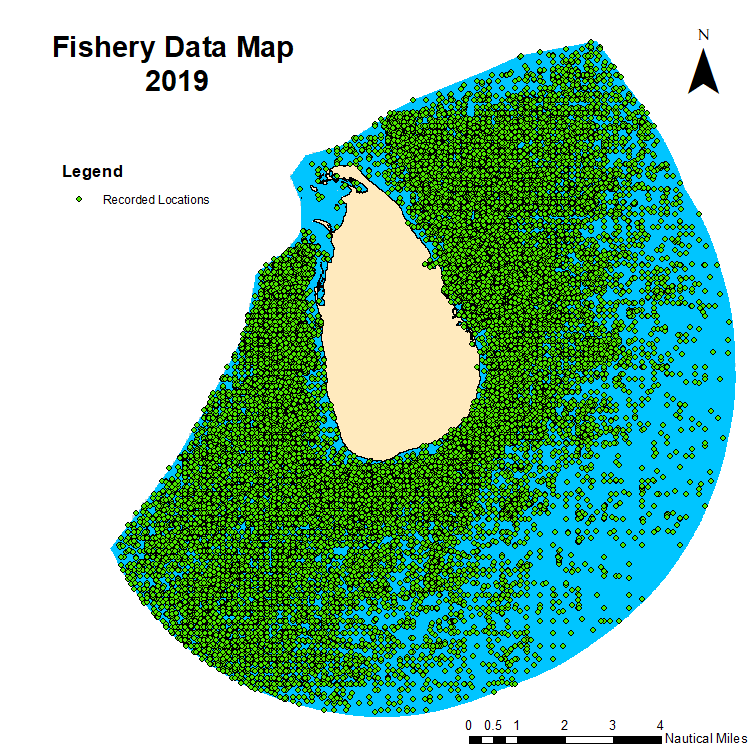 Fishery Data Map
2019
N
Legend
Recorded Locations
0 0.5 1 2 3 4
Nautical Miles